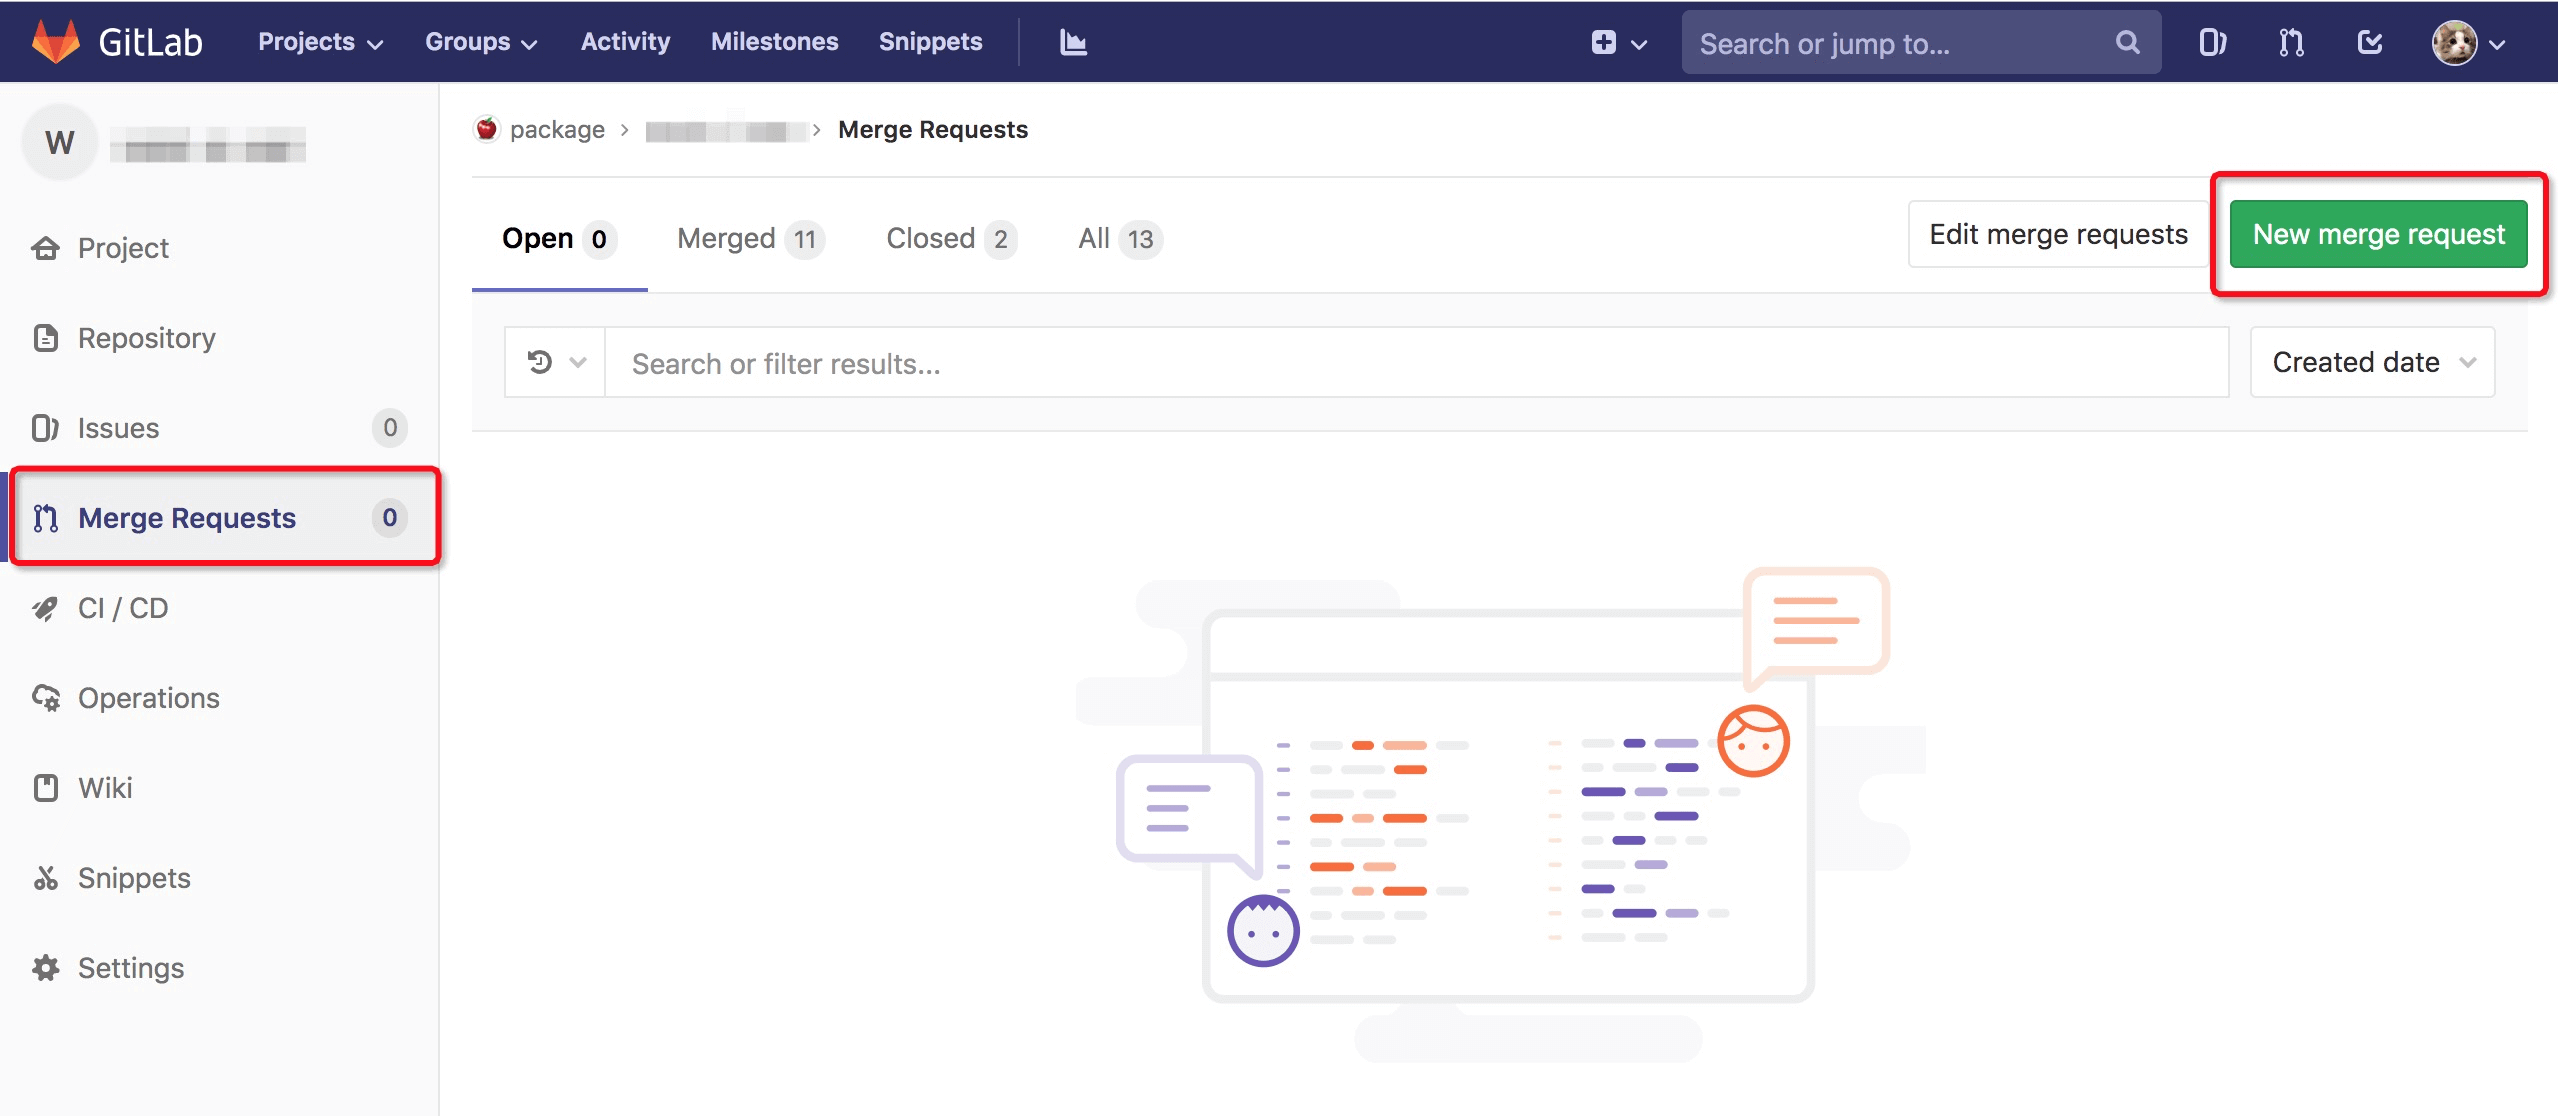 GitLab Projects Groups Activity Milestones Snippets Search or jump to...
W
package > > Merge Requests
Project
Repository
Issues 0
Merge Requests 0
CI / CD
Operations
Wiki
Snippets
Settings
Open 0 Merged 11 Closed 2 All 13 Edit merge requests New merge request
Search or filter results... Created date